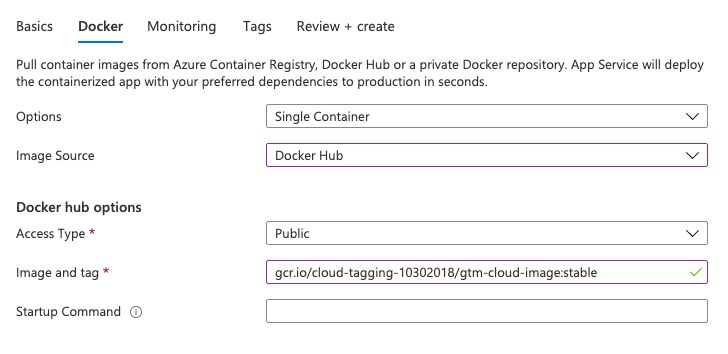 Basics Docker Monitoring Tags Review + create
Pull container images from Azure Container Registry, Docker Hub or a private Docker repository. App Service will deploy
the containerized app with your preferred dependencies to production in seconds.
Options Single Container
Image Source Docker Hub
Docker hub options
Access Type * Public
Image and tag * gcr.io/cloud-tagging-10302018/gtm-cloud-image:stable
Startup Command